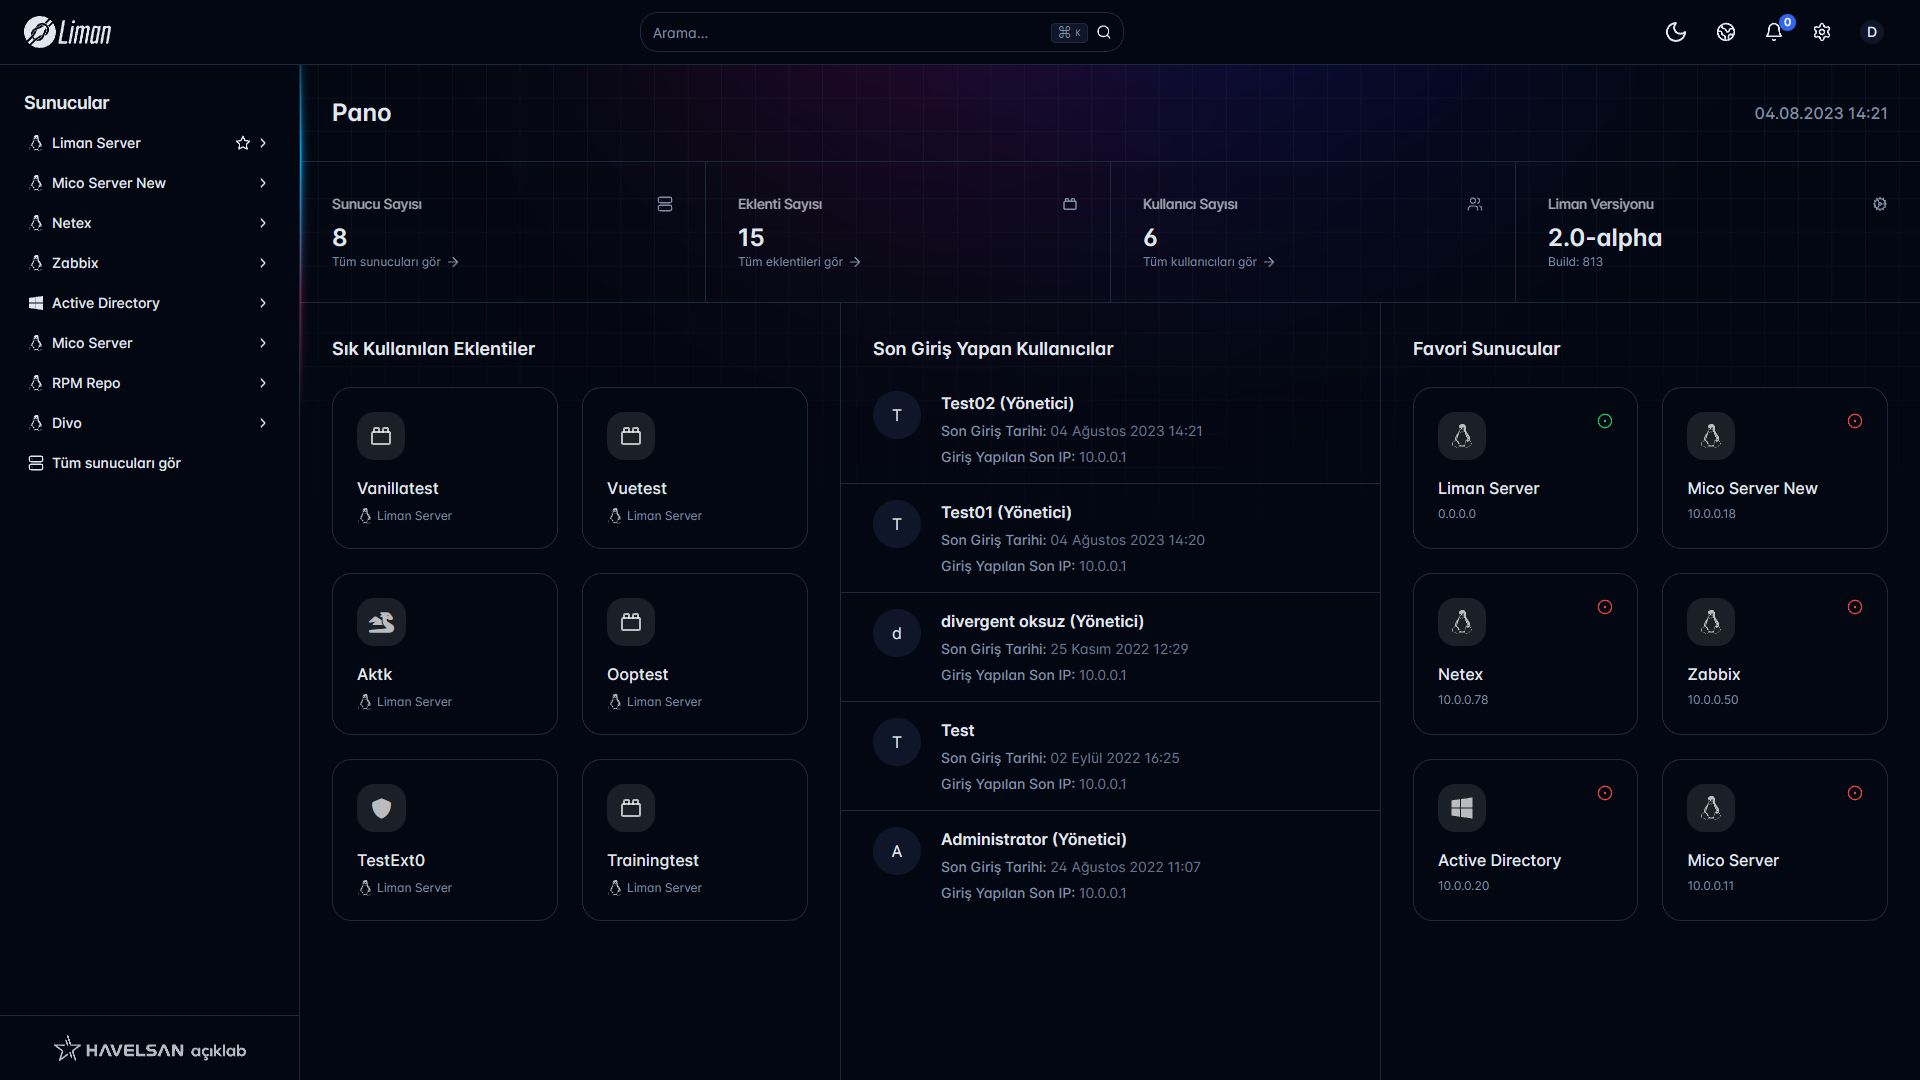 Liman
Arama...
⌘ K
0
D
Sunucular
Liman Server
Mico Server New
Netex
Zabbix
Active Directory
Mico Server
RPM Repo
Divo
Tüm sunucuları gör
HAVELSAN açıklab
Pano
04.08.2023 14:21
Sunucu Sayısı
8
Tüm sunucuları gör
Eklenti Sayısı
15
Tüm eklentileri gör
Kullanıcı Sayısı
6
Tüm kullanıcıları gör
Liman Versiyonu
2.0-alpha
Build: 813
Sık Kullanılan Eklentiler
Vanillatest
Liman Server
Vuetest
Liman Server
Aktk
Liman Server
Ooptest
Liman Server
TestExt0
Liman Server
Trainingtest
Liman Server
Son Giriş Yapan Kullanıcılar
T
Test02 (Yönetici)
Son Giriş Tarihi: 04 Ağustos 2023 14:21
Giriş Yapılan Son IP: 10.0.0.1
T
Test01 (Yönetici)
Son Giriş Tarihi: 04 Ağustos 2023 14:20
Giriş Yapılan Son IP: 10.0.0.1
d
divergent oksuz (Yönetici)
Son Giriş Tarihi: 25 Kasım 2022 12:29
Giriş Yapılan Son IP: 10.0.0.1
T
Test
Son Giriş Tarihi: 02 Eylül 2022 16:25
Giriş Yapılan Son IP: 10.0.0.1
A
Administrator (Yönetici)
Son Giriş Tarihi: 24 Ağustos 2022 11:07
Giriş Yapılan Son IP: 10.0.0.1
Favori Sunucular
Liman Server
0.0.0.0
Mico Server New
10.0.0.18
Netex
10.0.0.78
Zabbix
10.0.0.50
Active Directory
10.0.0.20
Mico Server
10.0.0.11